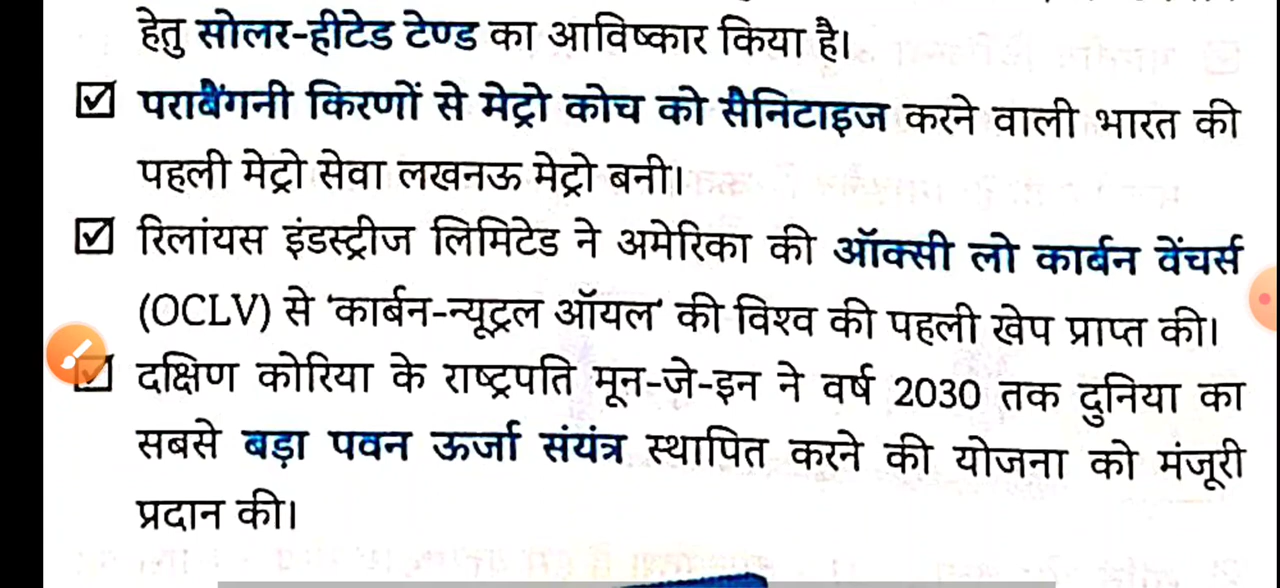 हेतु सोलर-हीटेड टेण्ड का आविष्कार किया है।
पराबैंगनी किरणों से मेट्रो कोच को सैनिटाइज करने वाली भारत की
पहली मेट्रो सेवा लखनऊ मेट्रो बनी।
रिलांयस इंडस्ट्रीज लिमिटेड ने अमेरिका की ऑक्सी लो कार्बन वेंचर्स
(OCLV) से 'कार्बन-न्यूट्रल ऑयल' की विश्व की पहली खेप प्राप्त की।
दक्षिण कोरिया के राष्ट्रपति मून-जे-इन ने वर्ष 2030 तक दुनिया का
सबसे बड़ा पवन ऊर्जा संयंत्र स्थापित करने की योजना को मंजूरी
प्रदान की।